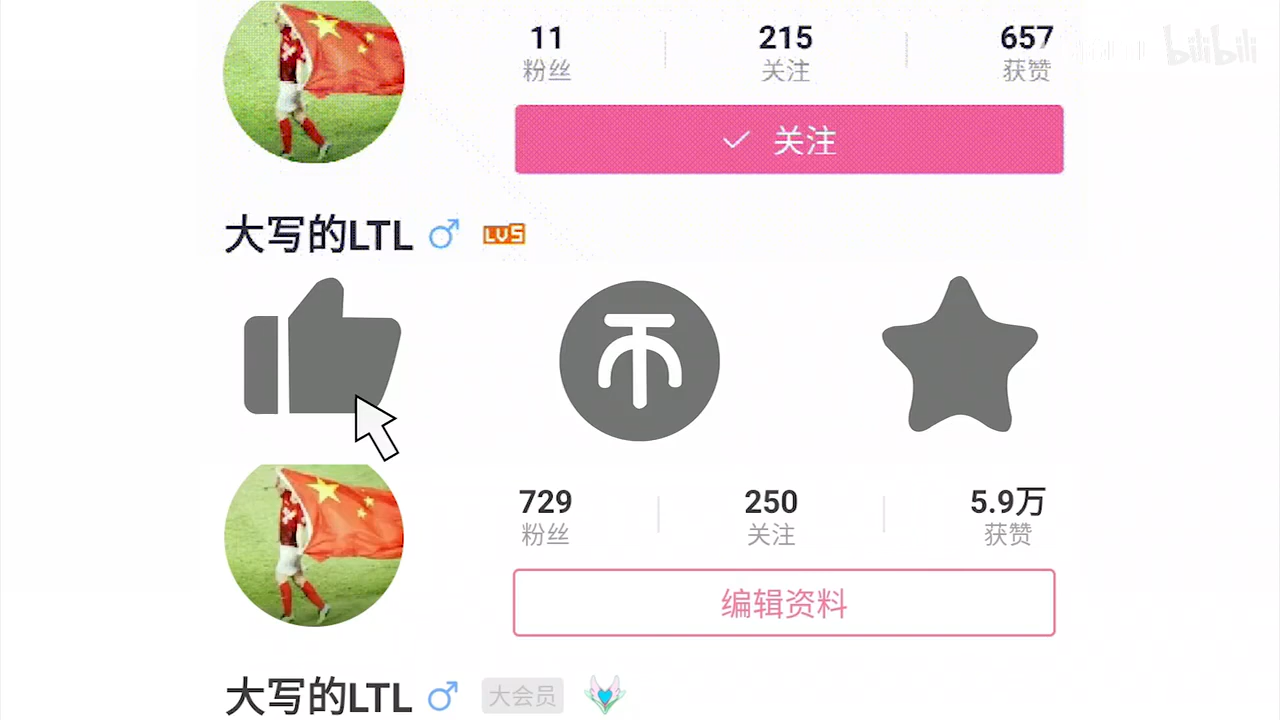 11 215 657
粉丝 关注 获赞
bilibili
关注
大写的LTL LV5
729 250 5.9万
粉丝 关注 获赞
编辑资料
大写的LTL 大会员